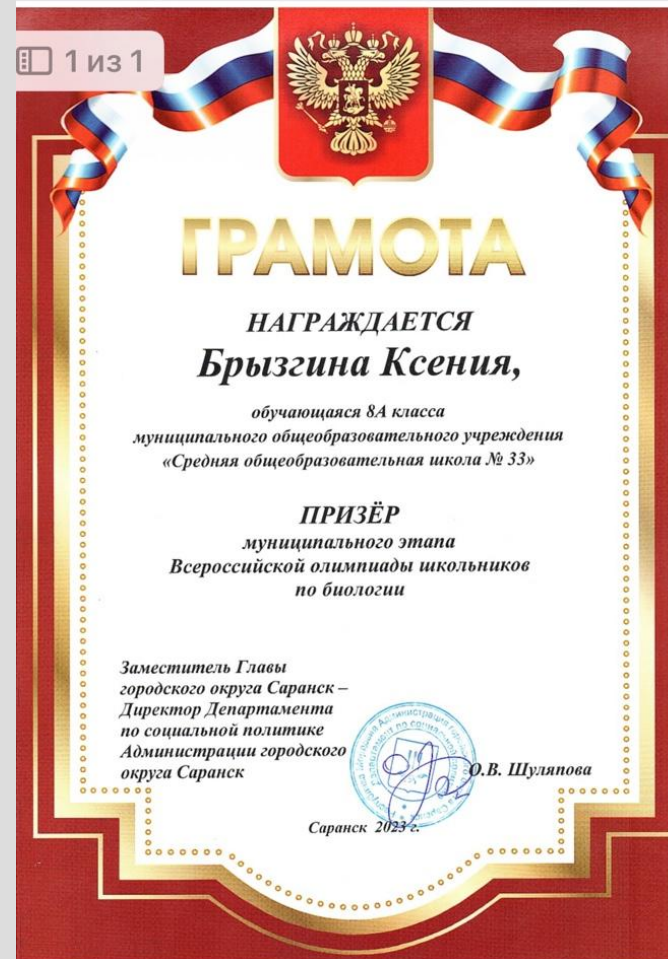 1 из 1
ГРАМОТА
НАГРАЖДАЕТСЯ
Брызгина Ксения,
обучающаяся 8А класса
муниципального общеобразовательного учреждения
«Средняя общеобразовательная школа № 33»
ПРИЗЁР
муниципального этапа
Всероссийской олимпиады школьников
по биологии
Заместитель Главы
городского округа Саранск –
Директор Департамента
по социальной политике
Администрации городского
округа Саранск
О.В. Шуляпова
Саранск 2023 г.